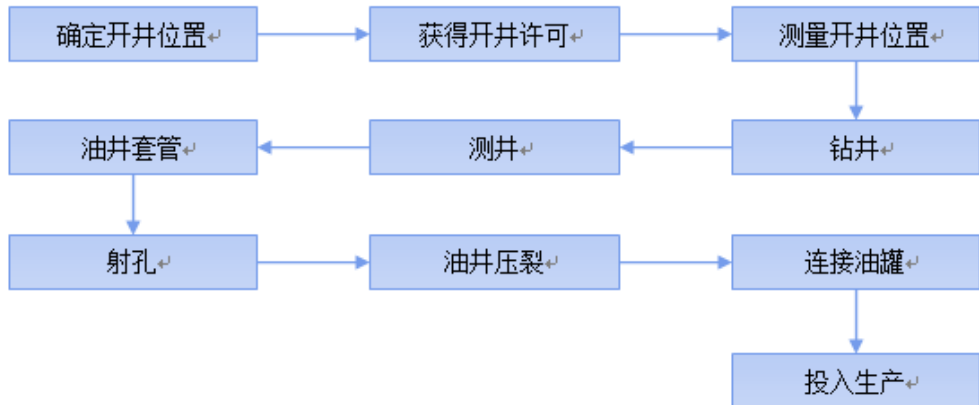 确定开井位置
获得开井许可
测量开井位置
钻井
测井
油井套管
射孔
油井压裂
连接油罐
投入生产